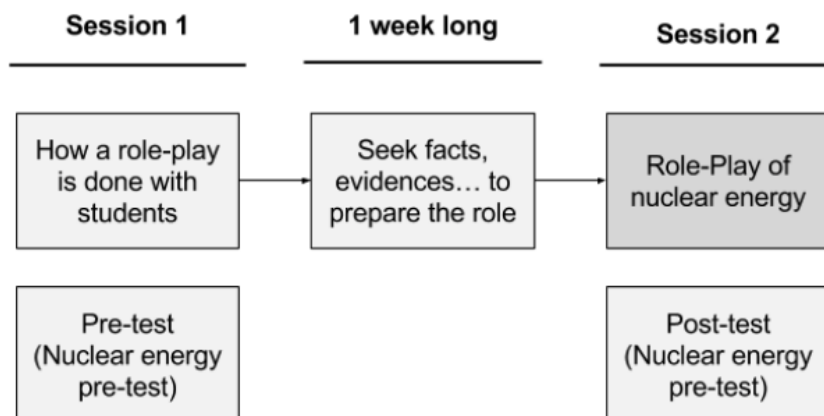 Session 1
1 week long
Session 2
How a role-play
is done with
students
Seek facts,
evidences... to
prepare the role
Role-Play of
nuclear energy
Pre-test
(Nuclear energy
pre-test)
Post-test
(Nuclear energy
pre-test)